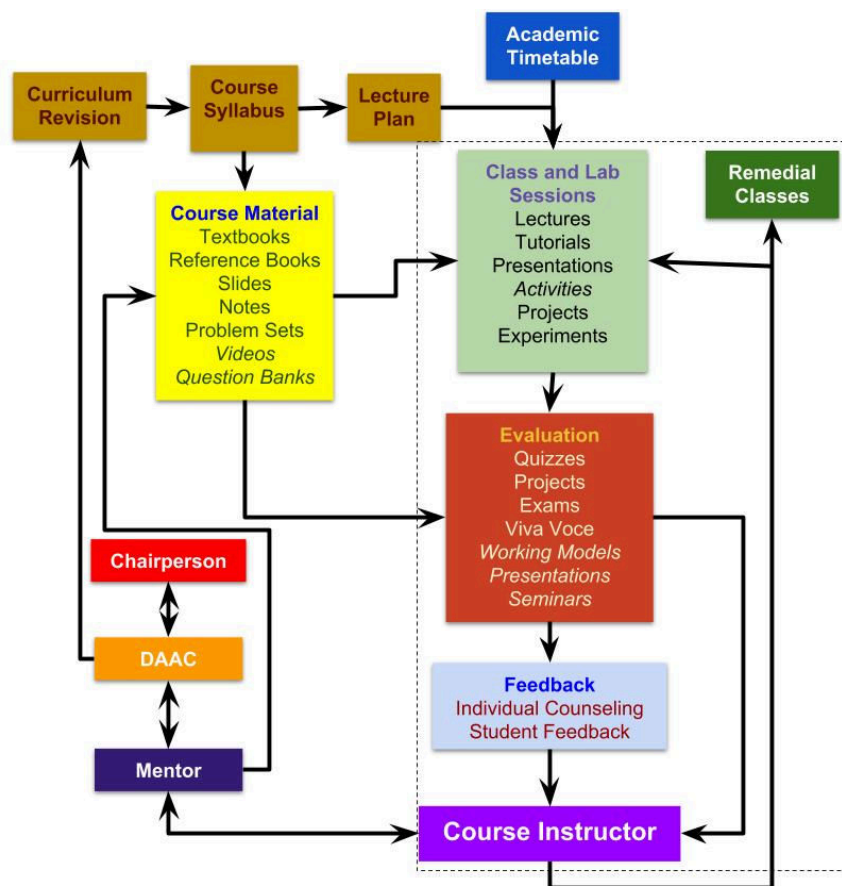 Academic
Timetable
Curriculum
Revision
Course
Syllabus
Lecture
Plan
Class and Lab
Sessions
Lectures
Tutorials
Presentations
Activities
Projects
Experiments
Remedial
Classes
Course Material
Textbooks
Reference Books
Slides
Notes
Problem Sets
Videos
Question Banks
Evaluation
Quizzes
Projects
Exams
Viva Voce
Working Models
Presentations
Seminars
Chairperson
DAAC
Mentor
Feedback
Individual Counseling
Student Feedback
Course Instructor